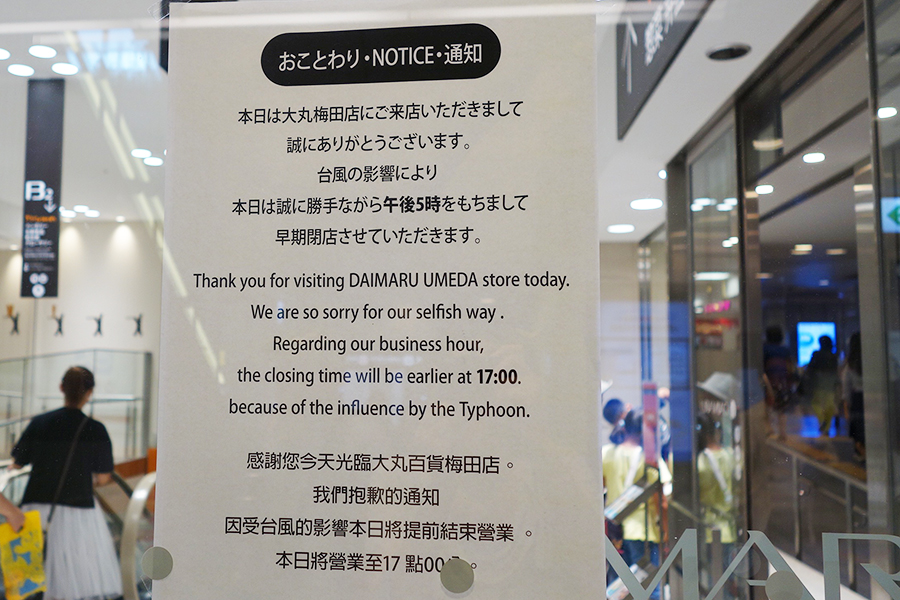 おことわり・NOTICE・通知
本日は大丸梅田店にご来店いただきまして
誠にありがとうございます。
台風の影響により
本日は誠に勝手ながら午後5時をもちまして
早期閉店させていただきます。
Thank you for visiting DAIMARU UMEDA store today.
We are so sorry for our selfish way .
Regarding our business hour,
the closing time will be earlier at 17:00.
because of the influence by the Typhoon.
感謝您今天光臨大丸百貨梅田店。
我們抱歉的通知
因受台風的影響本日將提前結束營業 。
本日將營業至17 點00 。
B2
MAR